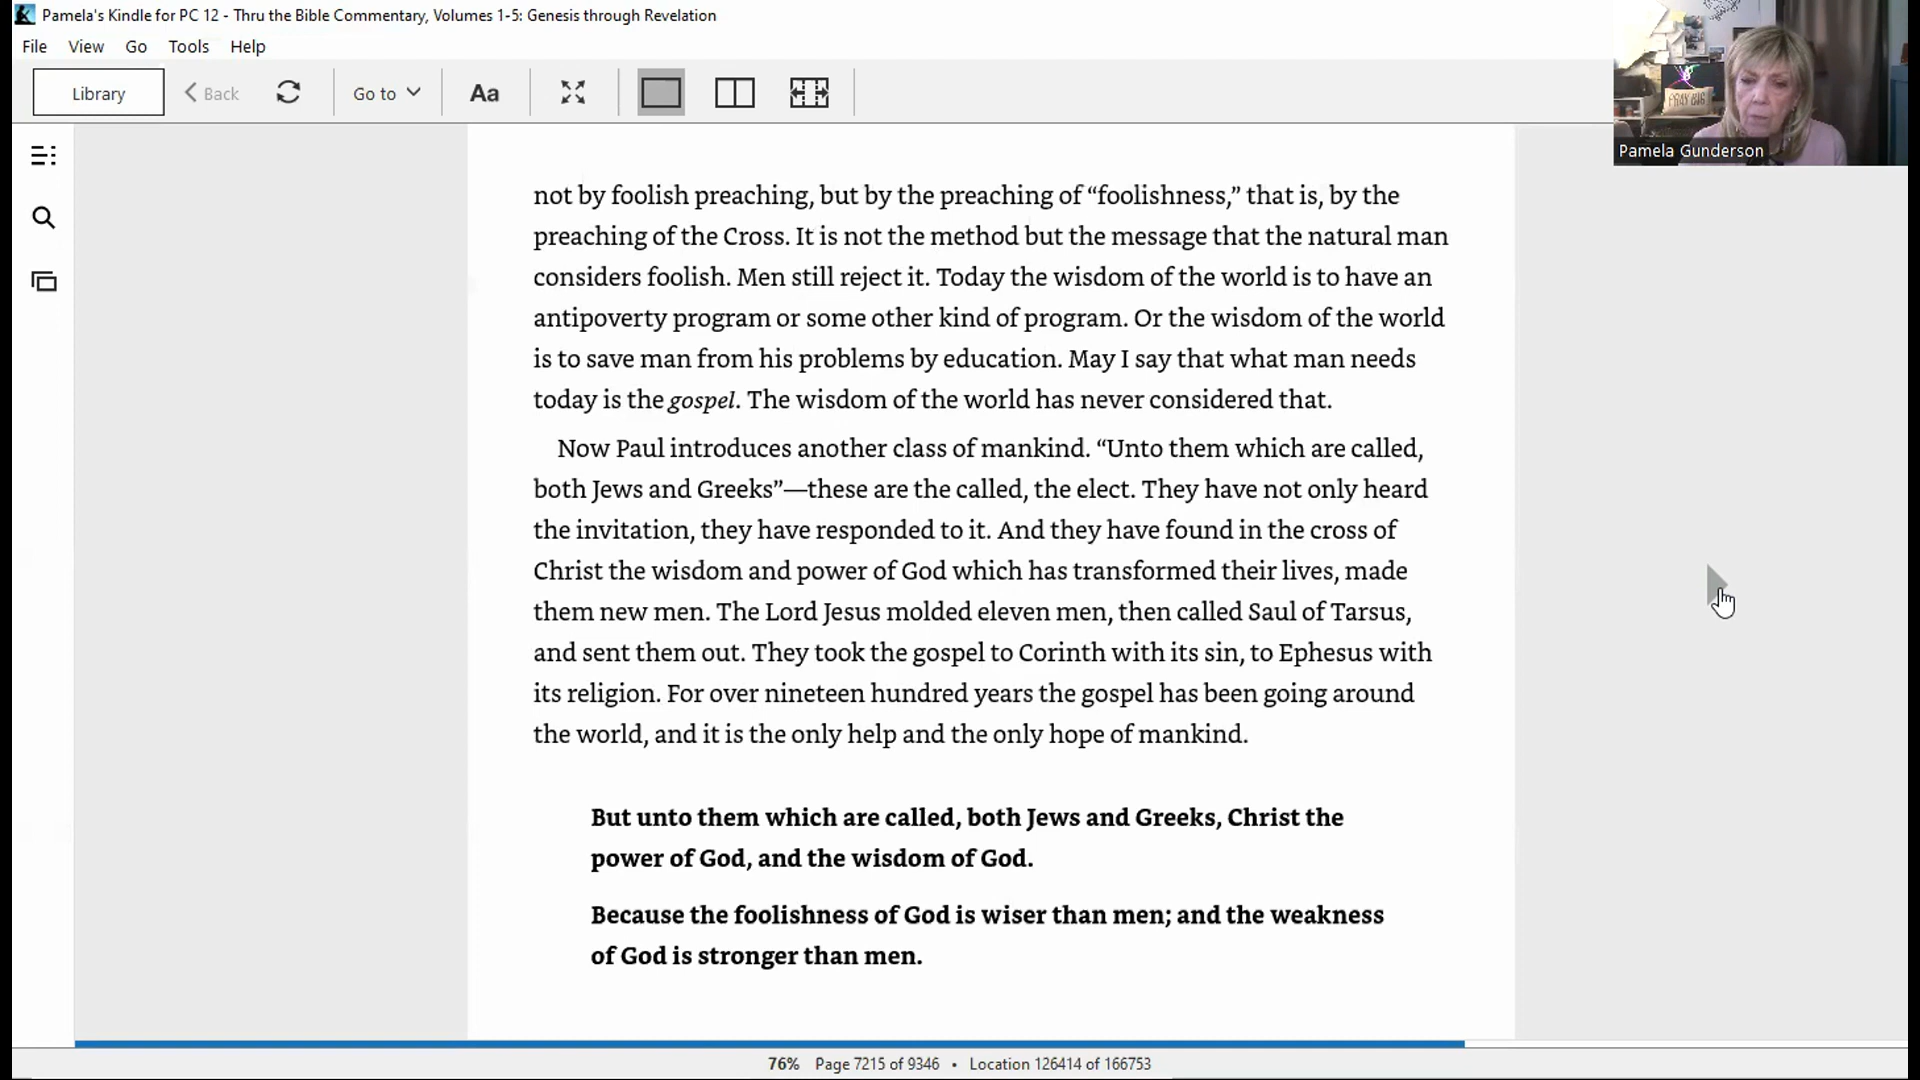 Pamela's Kindle for PC 12 - Thru the Bible Commentary, Volumes 1-5: Genesis through Revelation
File View Go Tools Help
Library Back Go to Aa
PRAY BIG
Pamela Gunderson
not by foolish preaching, but by the preaching of “foolishness,” that is, by the
preaching of the Cross. It is not the method but the message that the natural man
considers foolish. Men still reject it. Today the wisdom of the world is to have an
antipoverty program or some other kind of program. Or the wisdom of the world
is to save man from his problems by education. May I say that what man needs
today is the gospel. The wisdom of the world has never considered that.
Now Paul introduces another class of mankind. “Unto them which are called,
both Jews and Greeks”—these are the called, the elect. They have not only heard
the invitation, they have responded to it. And they have found in the cross of
Christ the wisdom and power of God which has transformed their lives, made
them new men. The Lord Jesus molded eleven men, then called Saul of Tarsus,
and sent them out. They took the gospel to Corinth with its sin, to Ephesus with
its religion. For over nineteen hundred years the gospel has been going around
the world, and it is the only help and the only hope of mankind.
But unto them which are called, both Jews and Greeks, Christ the
power of God, and the wisdom of God.
Because the foolishness of God is wiser than men; and the weakness
of God is stronger than men.
76% Page 7215 of 9346 • Location 126414 of 166753